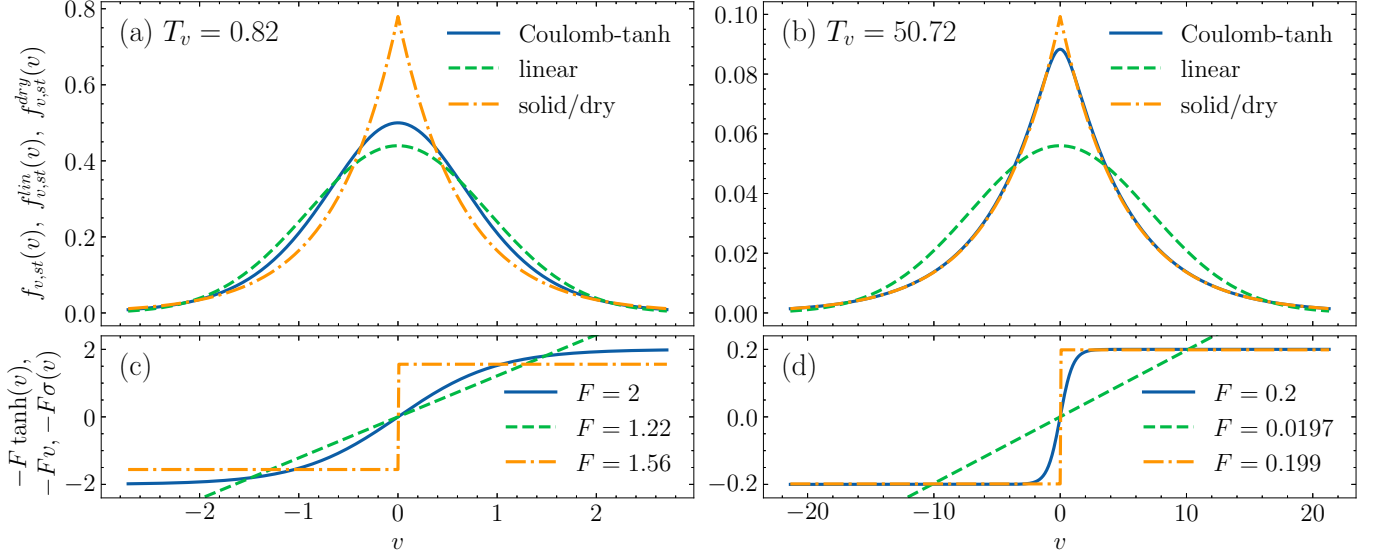 (a) T_v = 0.82
Coulomb-tanh
linear
solid/dry
f_{v,st}(v), f^{lin}_{v,st}(v), f^{dry}_{v,st}(v)
0.8
0.6
0.4
0.2
0.0
(b) T_v = 50.72
Coulomb-tanh
linear
solid/dry
0.10
0.08
0.06
0.04
0.02
0.00
(c)
F = 2
F = 1.22
F = 1.56
−F tanh(v),
−Fv, −Fσ(v)
2
0
−2
−2 −1 0 1 2
v
(d)
F = 0.2
F = 0.0197
F = 0.199
0.2
0.0
−0.2
−20 −10 0 10 20
v